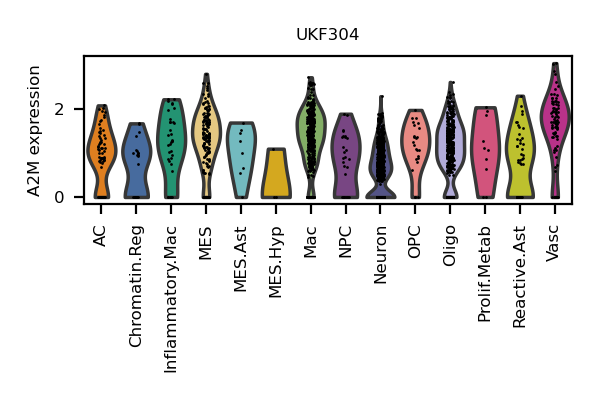 UKF304
A2M expression
2
0
AC
Chromatin.Reg
Inflammatory.Mac
MES
MES.Ast
MES.Hyp
Mac
NPC
Neuron
OPC
Oligo
Prolif.Metab
Reactive.Ast
Vasc